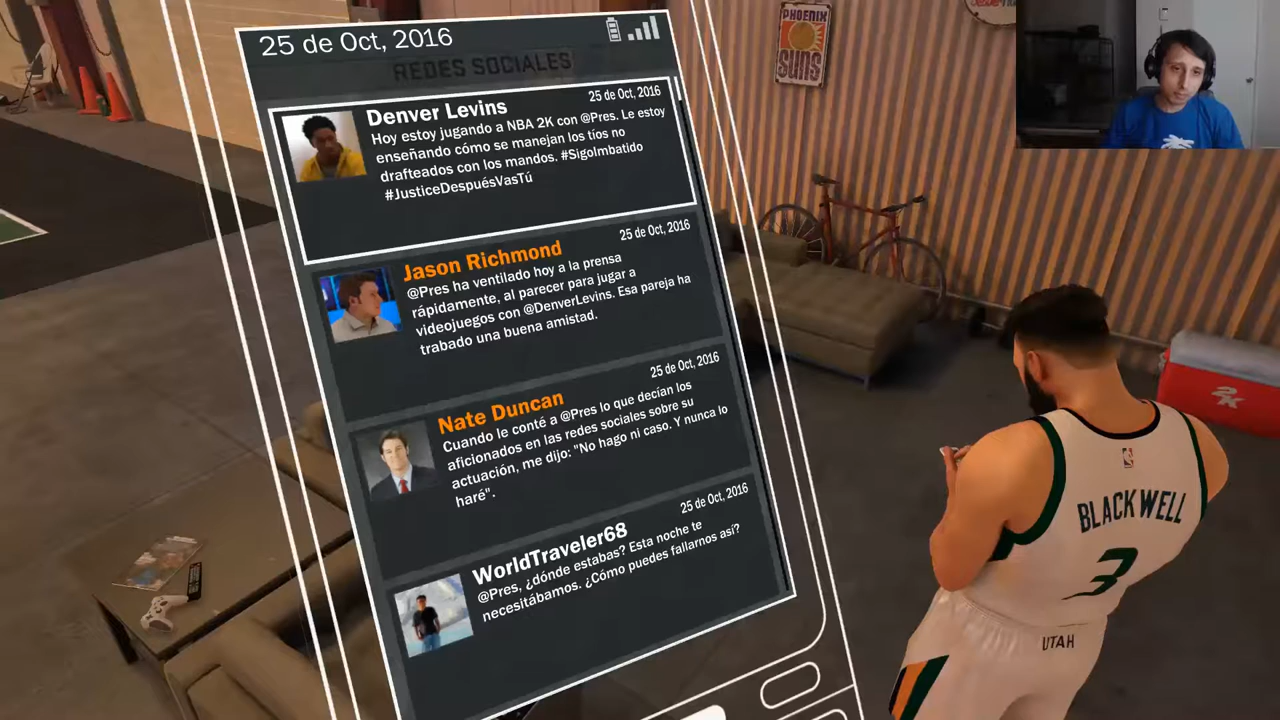 25 de Oct, 2016
REDES SOCIALES
Denver Levins
25 de Oct, 2016
Hoy estoy jugando a NBA 2K con @Pres. Le estoy
enseñando cómo se manejan los tíos no
drafteados con los mandos. #SigoImbatido
#JusticeDespuésVasTú
Jason Richmond
25 de Oct, 2016
@Pres ha ventilado hoy a la prensa
rápidamente, al parecer para jugar a
videojuegos con @DenverLevins. Esa pareja ha
trabado una buena amistad.
Nate Duncan
25 de Oct, 2016
Cuando le conté a @Pres lo que decían los
aficionados en las redes sociales sobre su
actuación, me dijo: "No hago ni caso. Y nunca lo
haré".
WorldTraveler68
25 de Oct, 2016
@Pres, ¿dónde estabas? Esta noche te
necesitábamos. ¿Cómo puedes fallarnos así?
PHOENIX
SUNS
2K
BLACKWELL
3
UTAH